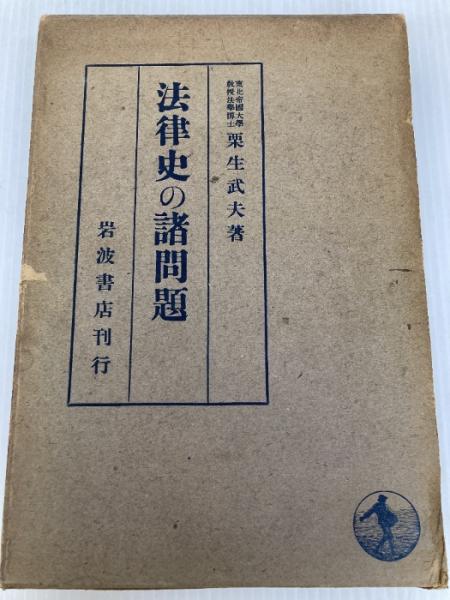 東北帝國大學
教授法學博士
栗生武夫著
法律史の諸問題
岩波書店刊行